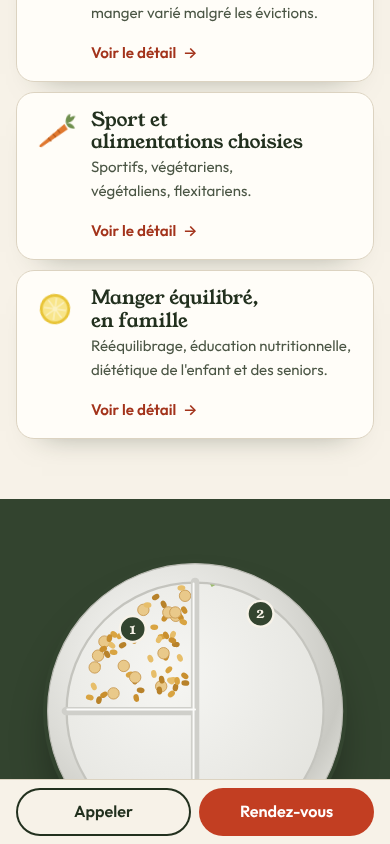 manger varié malgré les évictions.
Voir le détail →
Sport et
alimentations choisies
Sportifs, végétariens,
végétaliens, flexitariens.
Voir le détail →
Manger équilibré,
en famille
Rééquilibrage, éducation nutritionnelle,
diététique de l'enfant et des seniors.
Voir le détail →
1
2
Appeler
Rendez-vous